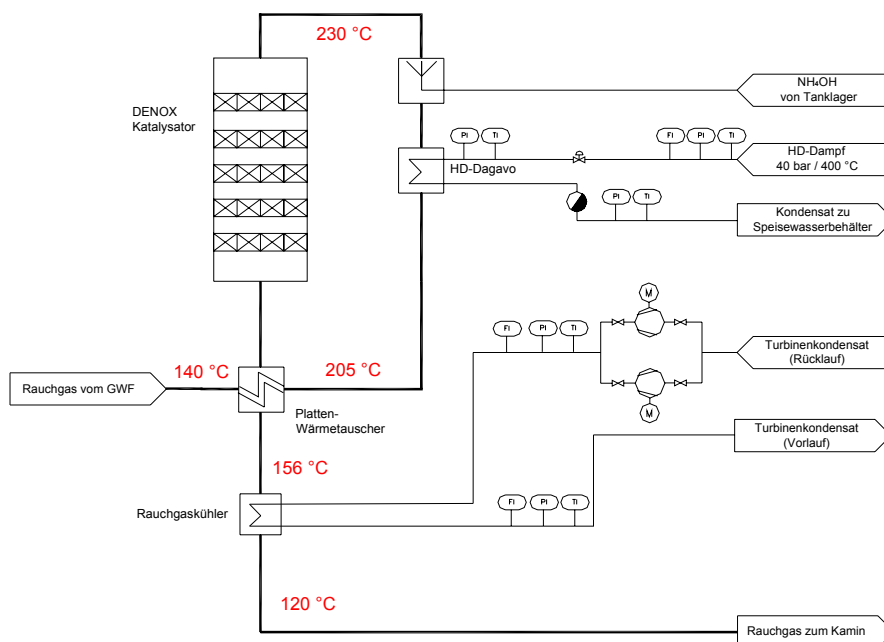 230 °C
DENOX
Katalysator
NH₄OH
von Tanklager
PI
TI
FI
PI
TI
HD-Dampf
40 bar / 400 °C
HD-Dagavo
PI
TI
Kondensat zu
Speisewasserbehälter
M
FI
PI
TI
Turbinenkondensat
(Rücklauf)
M
140 °C
205 °C
Rauchgas vom GWF
Platten-
Wärmetauscher
Turbinenkondensat
(Vorlauf)
156 °C
Rauchgaskühler
FI
PI
TI
120 °C
Rauchgas zum Kamin